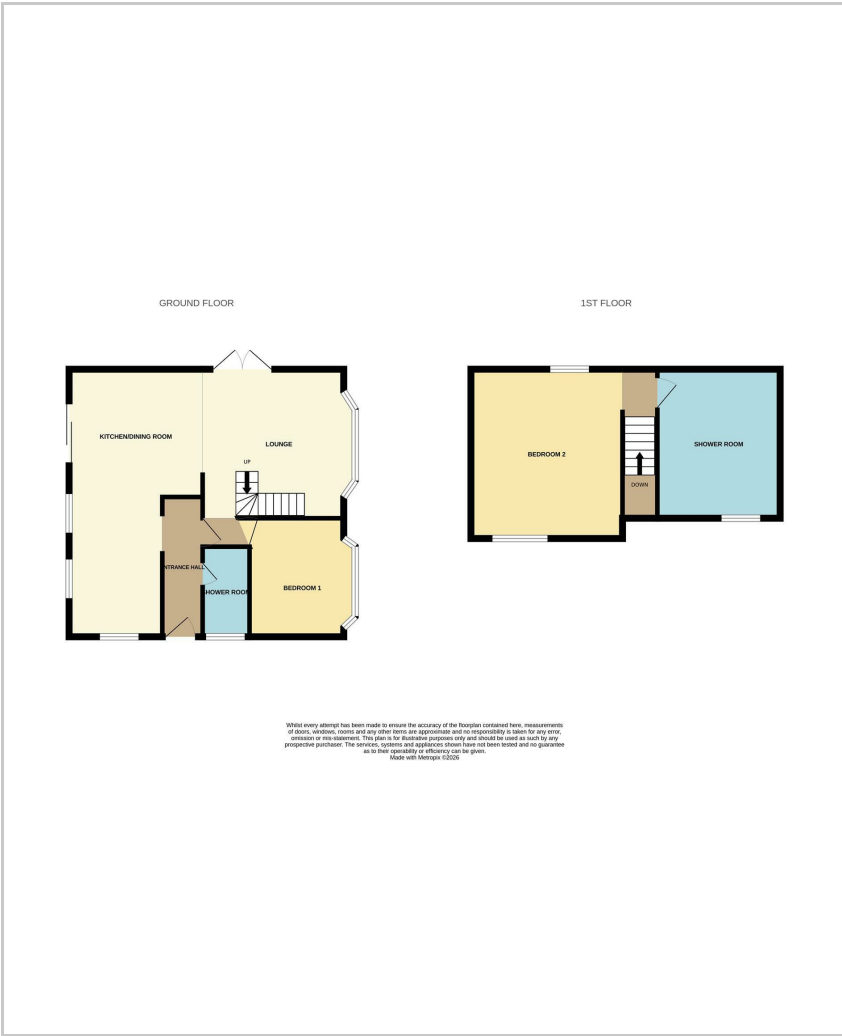 GROUND FLOOR
KITCHEN/DINING ROOM
LOUNGE
UP
ENTRANCE HALL
SHOWER ROOM
BEDROOM 1
1ST FLOOR
BEDROOM 2
SHOWER ROOM
DOWN
Whilst every attempt has been made to ensure the accuracy of the floorplan contained here, measurements
of doors, windows, rooms and any other items are approximate and no responsibility is taken for any error,
omission or mis-statement. This plan is for illustrative purposes only and should be used as such by any
prospective purchaser. The services, systems and appliances shown have not been tested and no guarantee
as to their operability or efficiency can be given.
Made with Metropix ©2026